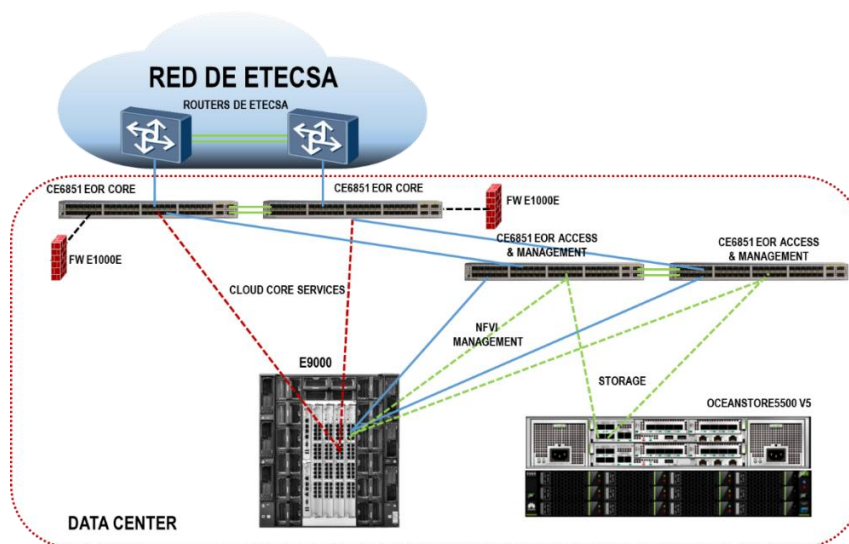 RED DE ETECSA
ROUTERS DE ETECSA
CE6851 EOR CORE
CE6851 EOR CORE
FW E1000E
CE6851 EOR ACCESS
& MANAGEMENT
CE6851 EOR ACCESS
& MANAGEMENT
FW E1000E
CLOUD CORE SERVICES
NFVI
MANAGEMENT
E9000
STORAGE
OCEANSTORE5500 V5
DATA CENTER